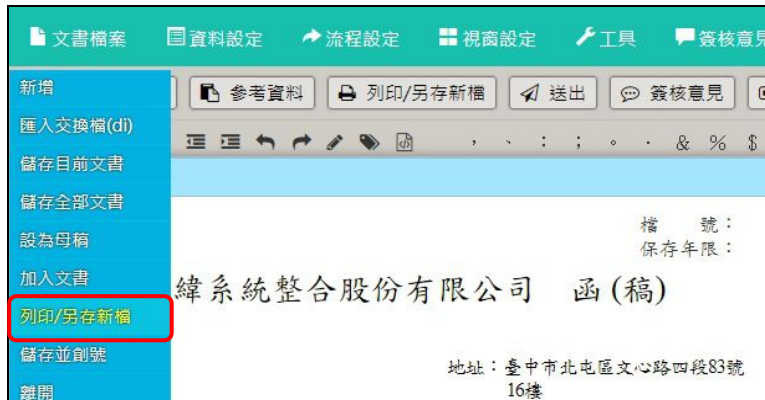 文書檔案 資料設定 流程設定 視窗設定 工具 簽核意見
新增
參考資料 列印/另存新檔 送出 簽核意見
匯入交換檔(di)
， 、 ： ； 。 ． & % $
儲存目前文書
儲存全部文書
設為母稿
檔 號：
保存年限：
加入文書
緯系統整合股份有限公司 函(稿)
列印/另存新檔
儲存並創號
地址：臺中市北屯區文心路四段83號
16樓
離開